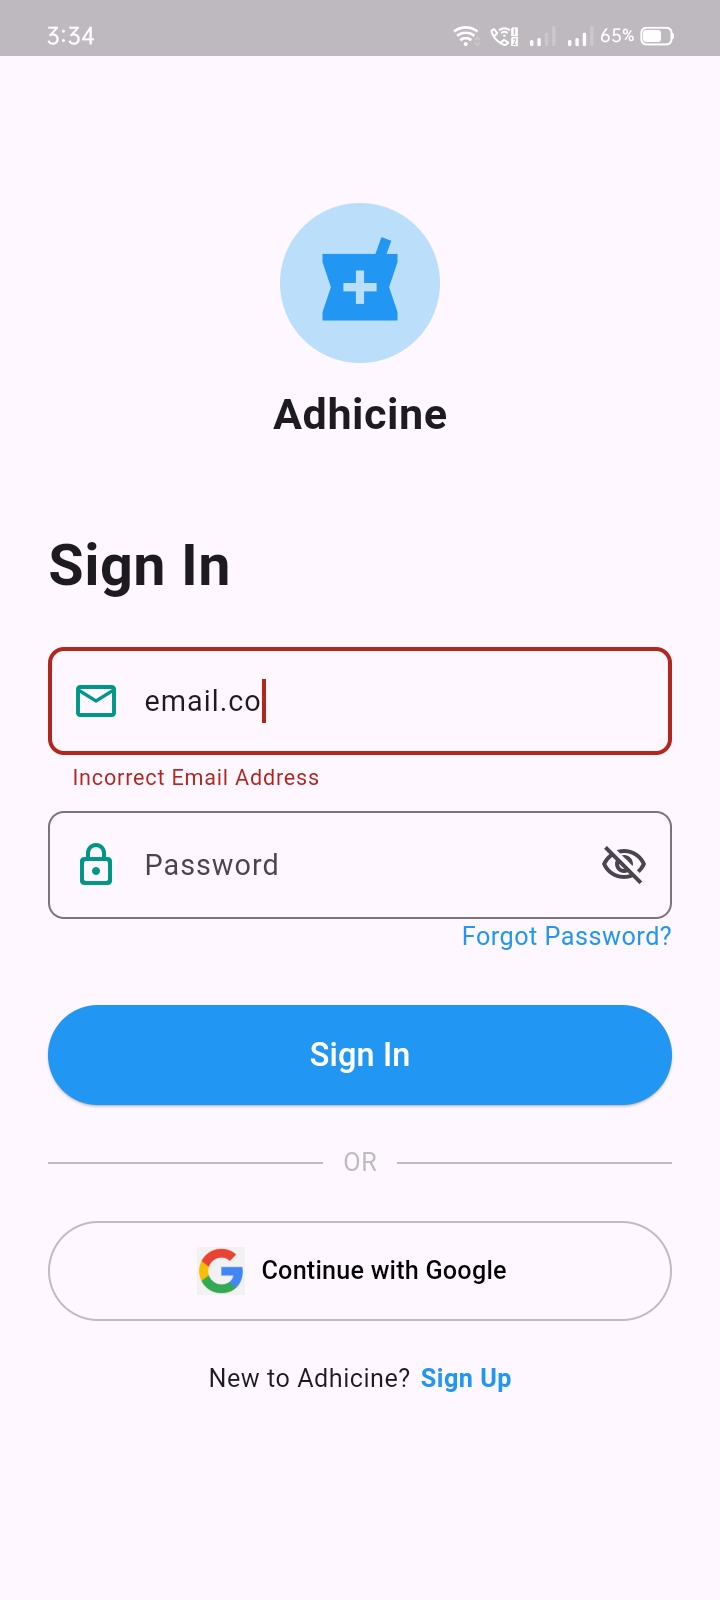 3:34
65%
Adhicine
Sign In
email.co
Incorrect Email Address
Password
Forgot Password?
Sign In
OR
Continue with Google
New to Adhicine? Sign Up